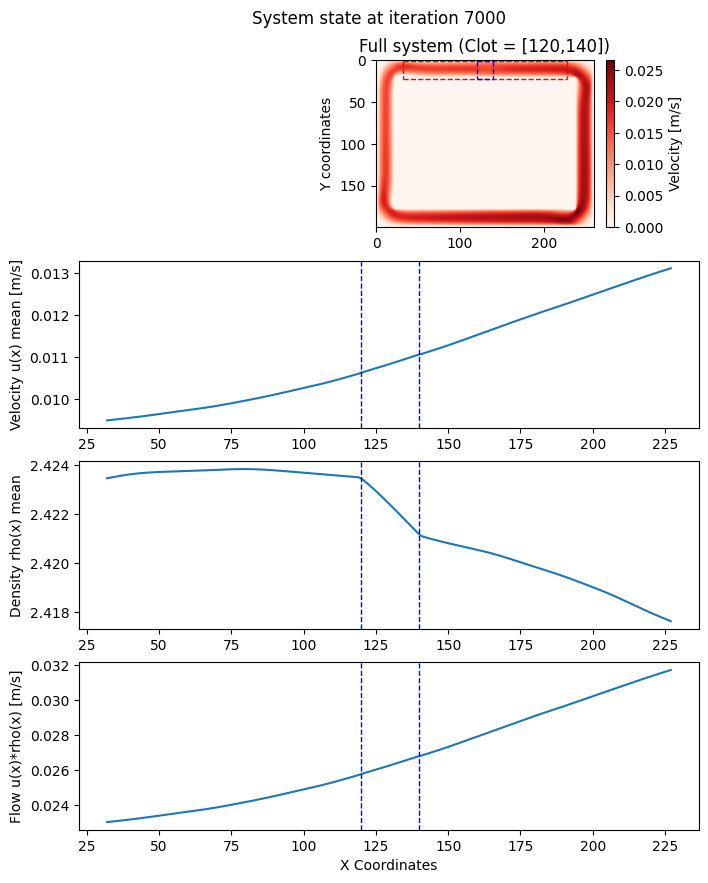 System state at iteration 7000
Full system (Clot = [120,140])
0
50
100
150
Y coordinates
0 100 200
0.025
0.020
0.015
0.010
0.005
0.000
Velocity [m/s]
0.013
0.012
0.011
0.010
Velocity u(x) mean [m/s]
25 50 75 100 125 150 175 200 225
2.424
2.422
2.420
2.418
Density rho(x) mean
25 50 75 100 125 150 175 200 225
0.032
0.030
0.028
0.026
0.024
Flow u(x)*rho(x) [m/s]
25 50 75 100 125 150 175 200 225
X Coordinates